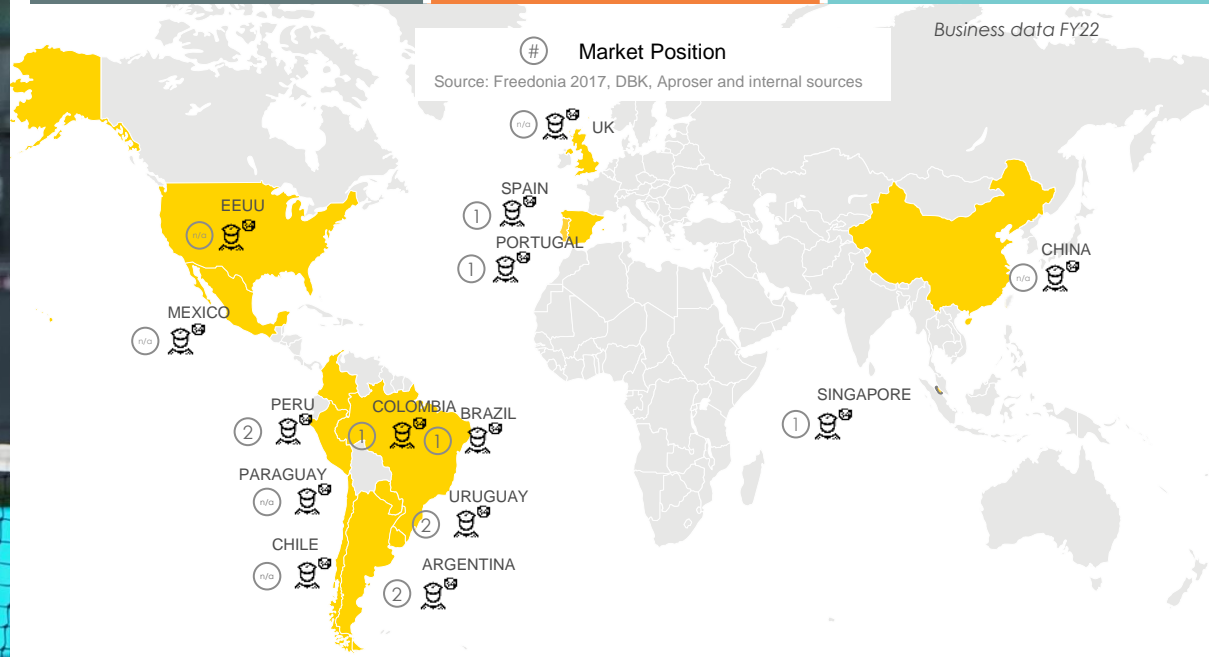 Business data FY22
# Market Position
Source: Freedonia 2017, DBK, Aproser and internal sources
n/a UK
SPAIN
1
PORTUGAL
1
EEUU
n/a
CHINA
n/a
MEXICO
n/a
SINGAPORE
1
PERU
2
COLOMBIA
1
BRAZIL
1
PARAGUAY
n/a
URUGUAY
2
CHILE
n/a
ARGENTINA
2